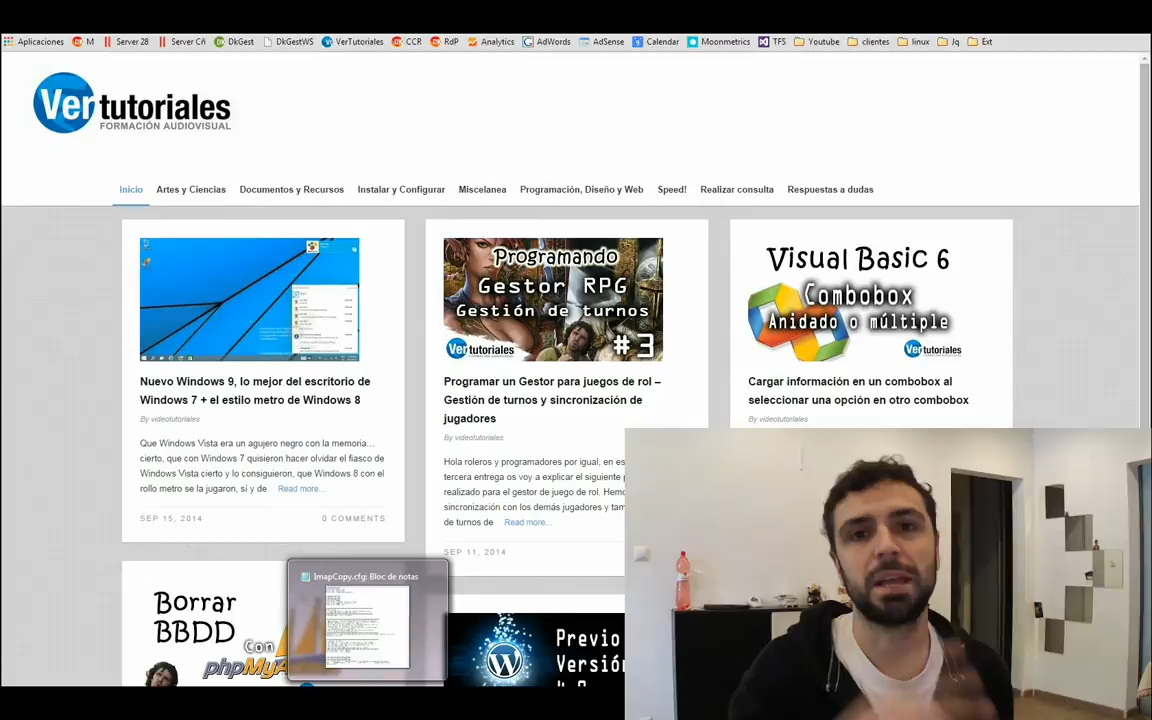 Aplicaciones M Server 28 Server Cñ DkGest DkGestWS VerTutoriales CCR RdP Analytics AdWords AdSense Calendar Moonmetrics TFS Youtube clientes linux Jq Ext
Ver tutoriales
FORMACIÓN AUDIOVISUAL
Inicio Artes y Ciencias Documentos y Recursos Instalar y Configurar Miscelanea Programación, Diseño y Web Speed! Realizar consulta Respuestas a dudas
Nuevo Windows 9, lo mejor del escritorio de
Windows 7 + el estilo metro de Windows 8
By videotutoriales
Que Windows Vista era un agujero negro con la memoria...
cierto, que con Windows 7 quisieron hacer olvidar el fiasco de
Windows Vista cierto y lo consiguieron, que Windows 8 con el
rollo metro se la jugaron, sí y de Read more...
SEP 15, 2014 0 COMMENTS
Programando
Gestor RPG
Gestión de turnos
#3
Ver tutoriales
Programar un Gestor para juegos de rol –
Gestión de turnos y sincronización de
jugadores
By videotutoriales
Hola roleros y programadores por igual, en es
tercera entrega os voy a explicar el siguiente
realizado para el gestor de juego de rol. Hemo
sincronización con los demás jugadores y tam
de turnos de Read more...
SEP 11, 2014
Visual Basic 6
Combobox
Anidado o múltiple
Ver tutoriales
Cargar información en un combobox al
seleccionar una opción en otro combobox
By videotutoriales
Borrar
BBDD
Con
phpMyA
ImapCopy.cfg: Bloc de notas
Previo
Versión